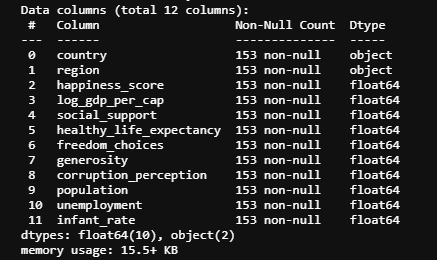 Data columns (total 12 columns):
#   Column   Non-Null Count   Dtype
---  ------  --------------  -----
0   country   153 non-null   object
1   region   153 non-null   object
2   happiness_score   153 non-null   float64
3   log_gdp_per_cap   153 non-null   float64
4   social_support   153 non-null   float64
5   healthy_life_expectancy   153 non-null   float64
6   freedom_choices   153 non-null   float64
7   generosity   153 non-null   float64
8   corruption_perception   153 non-null   float64
9   population   153 non-null   float64
10  unemployment   153 non-null   float64
11  infant_rate   153 non-null   float64
dtypes: float64(10), object(2)
memory usage: 15.5+ KB